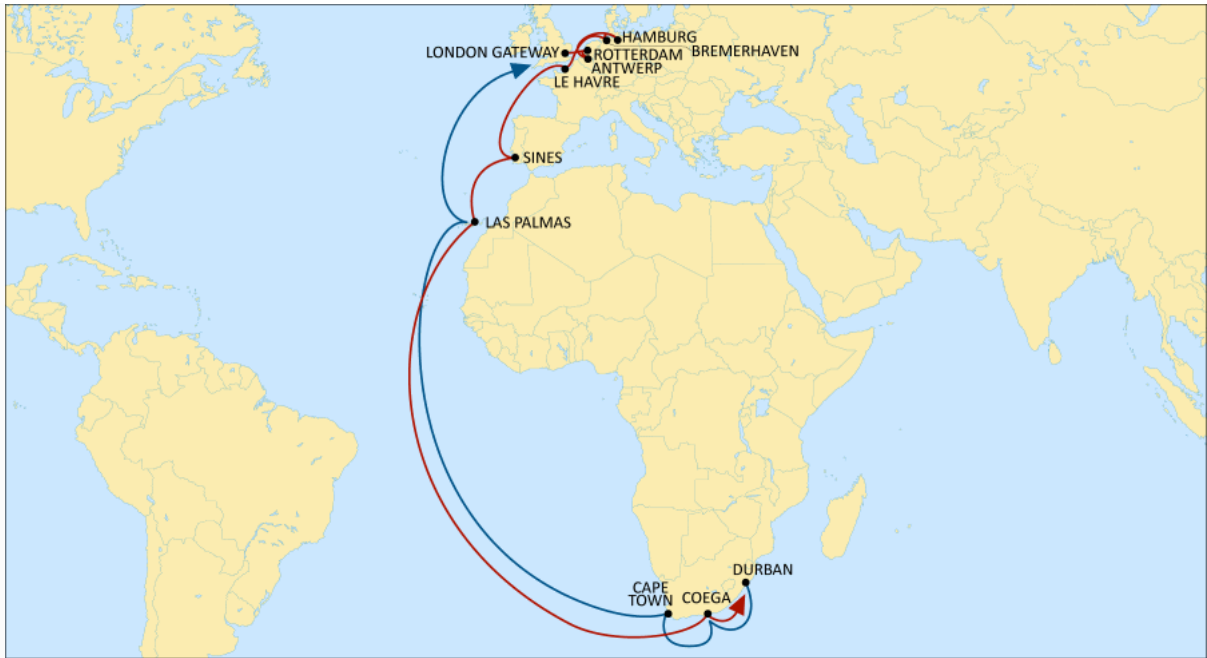 HAMBURG
LONDON GATEWAY
ROTTERDAM
BREMERHAVEN
ANTWERP
LE HAVRE
SINES
LAS PALMAS
DURBAN
CAPE
TOWN
COEGA